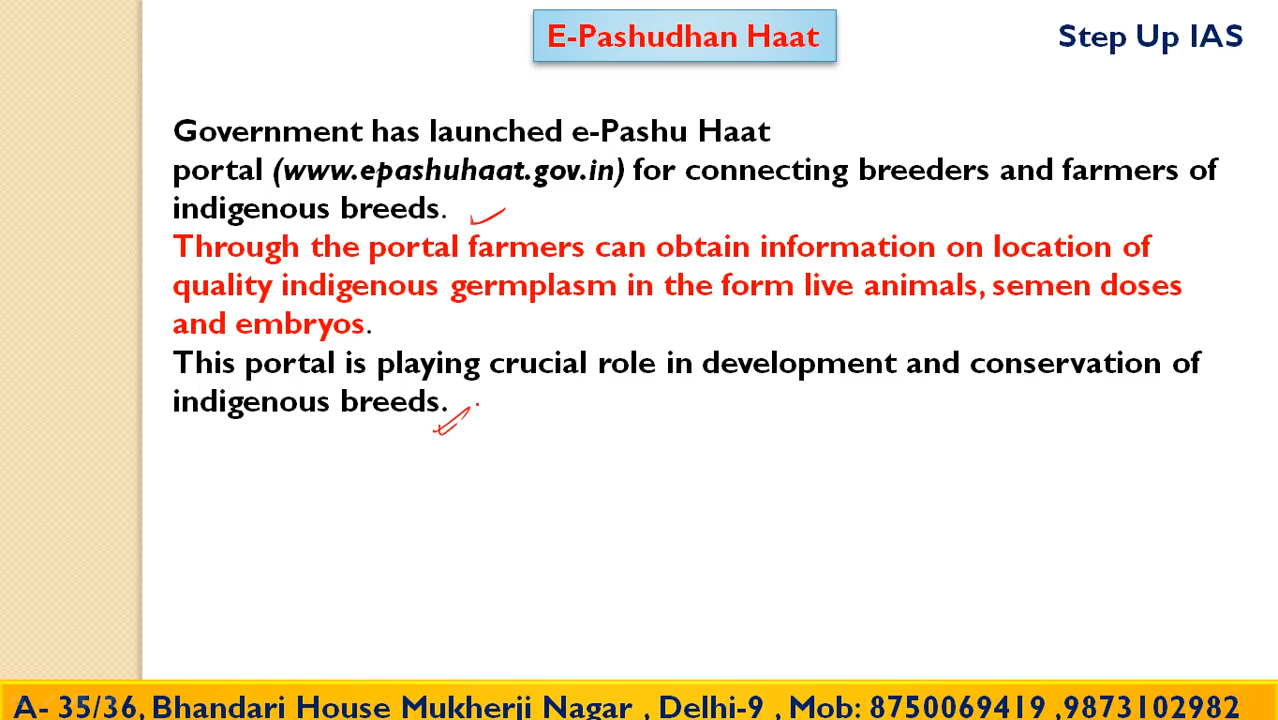 E-Pashudhan Haat
Step Up IAS
Government has launched e-Pashu Haat
portal (www.epashuhaat.gov.in) for connecting breeders and farmers of
indigenous breeds.
Through the portal farmers can obtain information on location of
quality indigenous germplasm in the form live animals, semen doses
and embryos.
This portal is playing crucial role in development and conservation of
indigenous breeds.
A- 35/36, Bhandari House Mukherji Nagar , Delhi-9 , Mob: 8750069419 ,9873102982